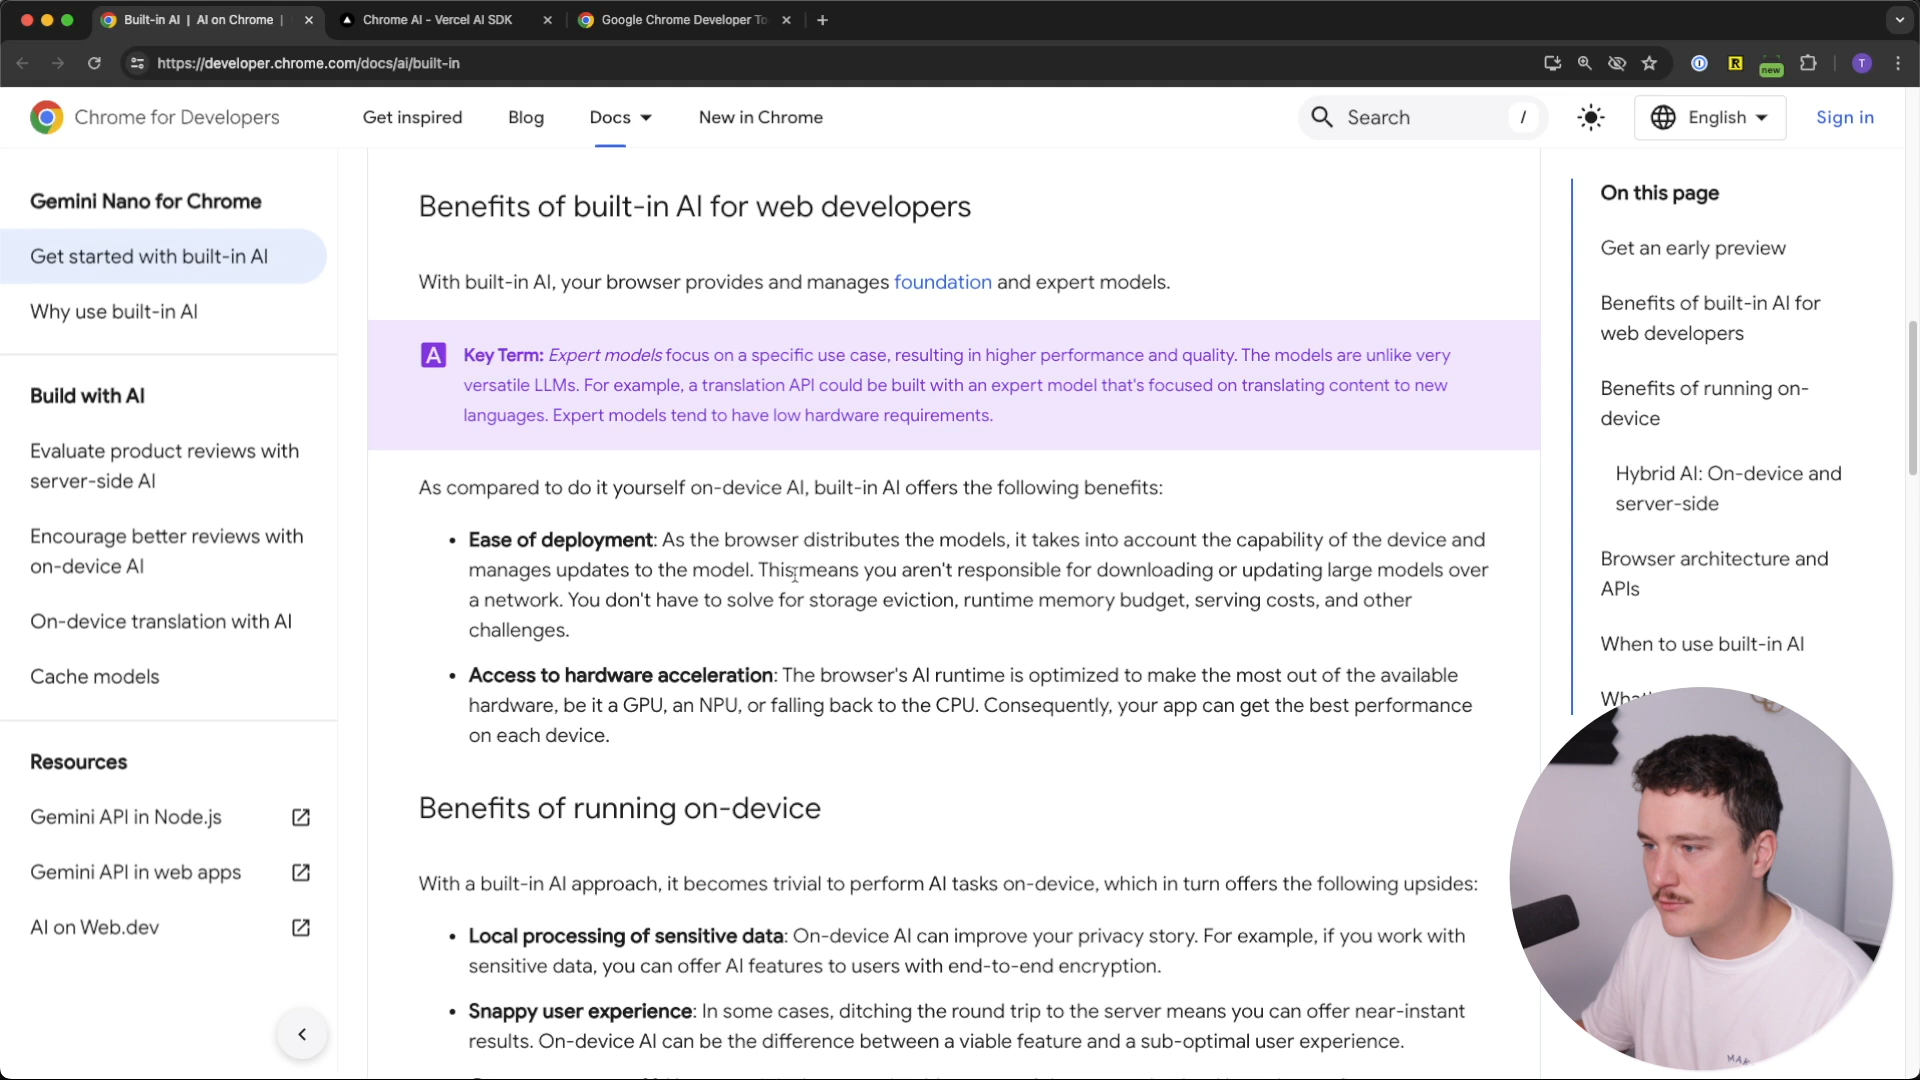 Built-in AI | AI on Chrome |
Chrome AI - Vercel AI SDK
Google Chrome Developer To
https://developer.chrome.com/docs/ai/built-in
new
T
Chrome for Developers
Get inspired
Blog
Docs
New in Chrome
Search
/
English
Sign in
Gemini Nano for Chrome
Get started with built-in AI
Why use built-in AI
Build with AI
Evaluate product reviews with
server-side AI
Encourage better reviews with
on-device AI
On-device translation with AI
Cache models
Resources
Gemini API in Node.js
Gemini API in web apps
AI on Web.dev
Benefits of built-in AI for web developers
With built-in AI, your browser provides and manages foundation and expert models.
Key Term: Expert models focus on a specific use case, resulting in higher performance and quality. The models are unlike very
versatile LLMs. For example, a translation API could be built with an expert model that's focused on translating content to new
languages. Expert models tend to have low hardware requirements.
As compared to do it yourself on-device AI, built-in AI offers the following benefits:
• Ease of deployment: As the browser distributes the models, it takes into account the capability of the device and
manages updates to the model. This means you aren't responsible for downloading or updating large models over
a network. You don't have to solve for storage eviction, runtime memory budget, serving costs, and other
challenges.
• Access to hardware acceleration: The browser's AI runtime is optimized to make the most out of the available
hardware, be it a GPU, an NPU, or falling back to the CPU. Consequently, your app can get the best performance
on each device.
Benefits of running on-device
With a built-in AI approach, it becomes trivial to perform AI tasks on-device, which in turn offers the following upsides:
• Local processing of sensitive data: On-device AI can improve your privacy story. For example, if you work with
sensitive data, you can offer AI features to users with end-to-end encryption.
• Snappy user experience: In some cases, ditching the round trip to the server means you can offer near-instant
results. On-device AI can be the difference between a viable feature and a sub-optimal user experience.
On this page
Get an early preview
Benefits of built-in AI for
web developers
Benefits of running on-
device
Hybrid AI: On-device and
server-side
Browser architecture and
APIs
When to use built-in AI